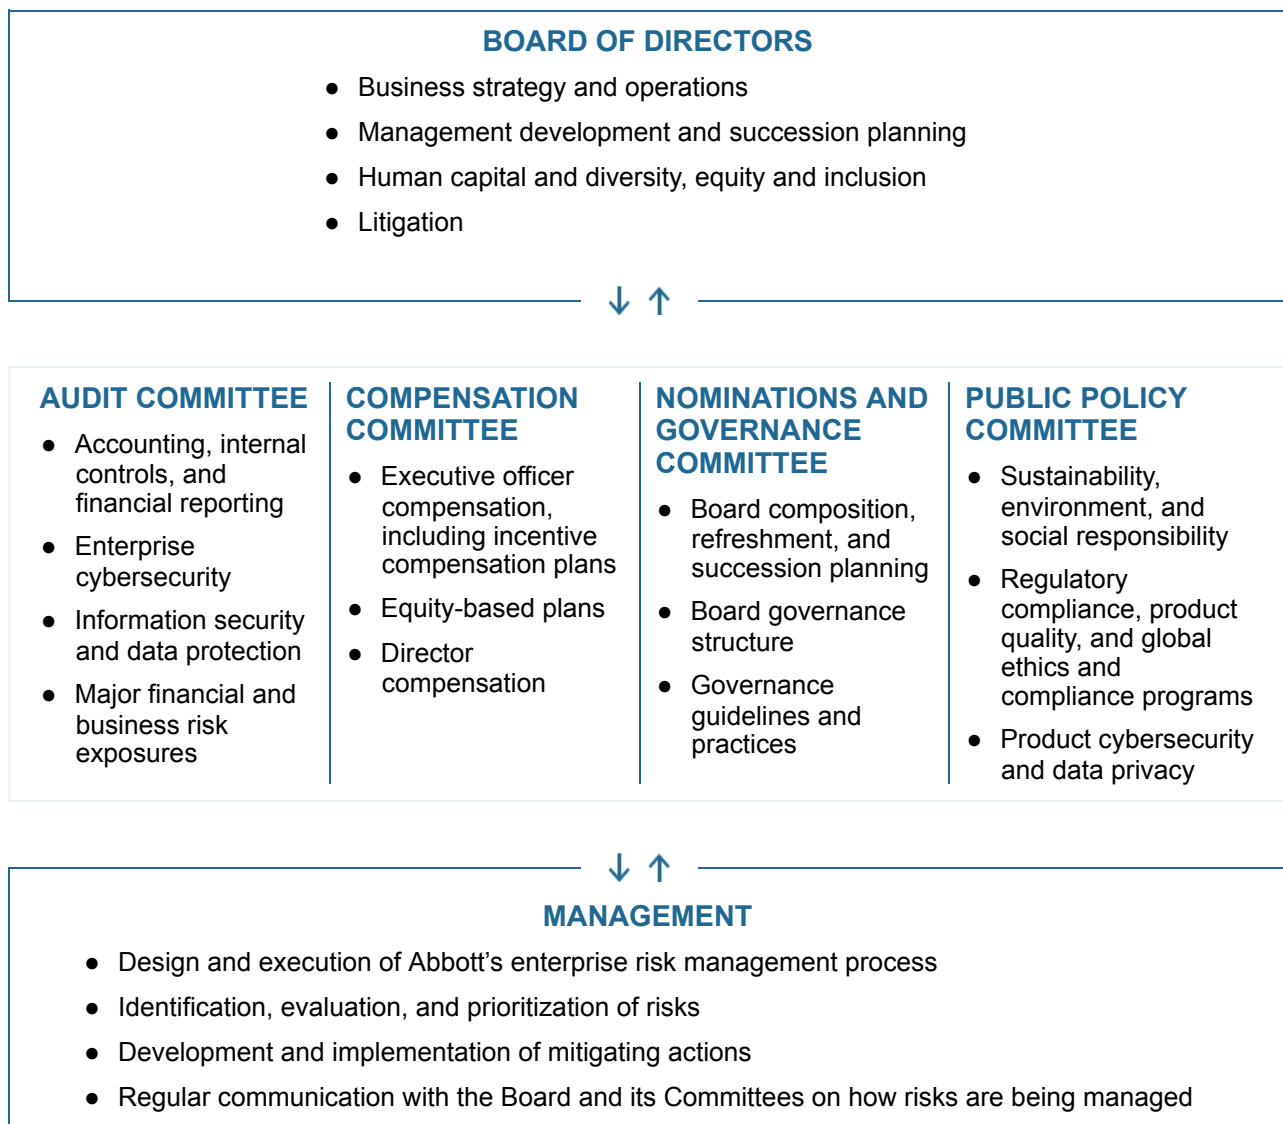 BOARD OF DIRECTORS
● Business strategy and operations
● Management development and succession planning
● Human capital and diversity, equity and inclusion
● Litigation
↓ ↑
AUDIT COMMITTEE
● Accounting, internal
controls, and
financial reporting
● Enterprise
cybersecurity
● Information security
and data protection
● Major financial and
business risk
exposures
COMPENSATION
COMMITTEE
● Executive officer
compensation,
including incentive
compensation plans
● Equity-based plans
● Director
compensation
NOMINATIONS AND
GOVERNANCE
COMMITTEE
● Board composition,
refreshment, and
succession planning
● Board governance
structure
● Governance
guidelines and
practices
PUBLIC POLICY
COMMITTEE
● Sustainability,
environment, and
social responsibility
● Regulatory
compliance, product
quality, and global
ethics and
compliance programs
● Product cybersecurity
and data privacy
↓ ↑
MANAGEMENT
● Design and execution of Abbott’s enterprise risk management process
● Identification, evaluation, and prioritization of risks
● Development and implementation of mitigating actions
● Regular communication with the Board and its Committees on how risks are being managed